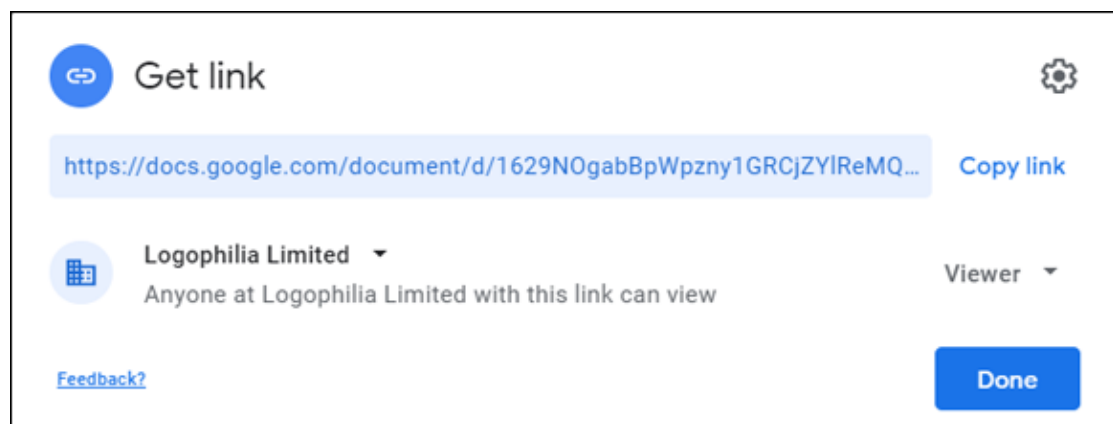 Get link
https://docs.google.com/document/d/1629NOgabBpWpzny1GRCjZYlReMQ...
Copy link
Logophilia Limited
Anyone at Logophilia Limited with this link can view
Viewer
Feedback?
Done